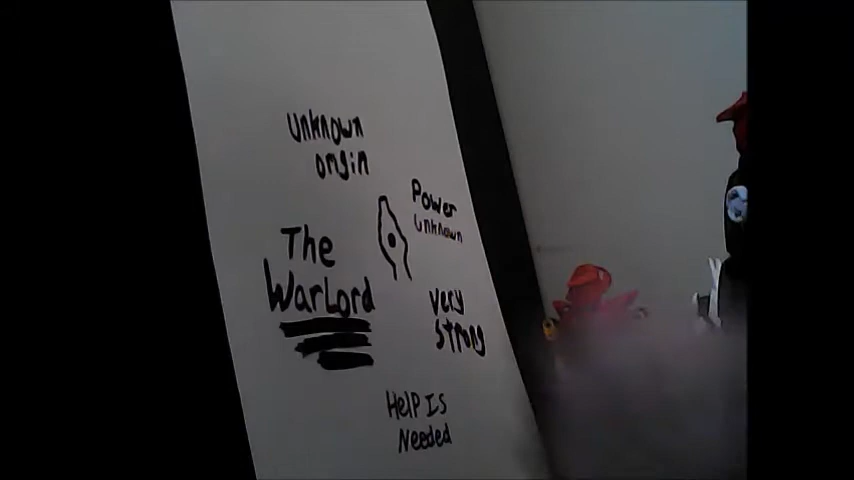 Unknown
origin
Power
Unknown
The
WarLord
very
strong
HelP Is
Needed